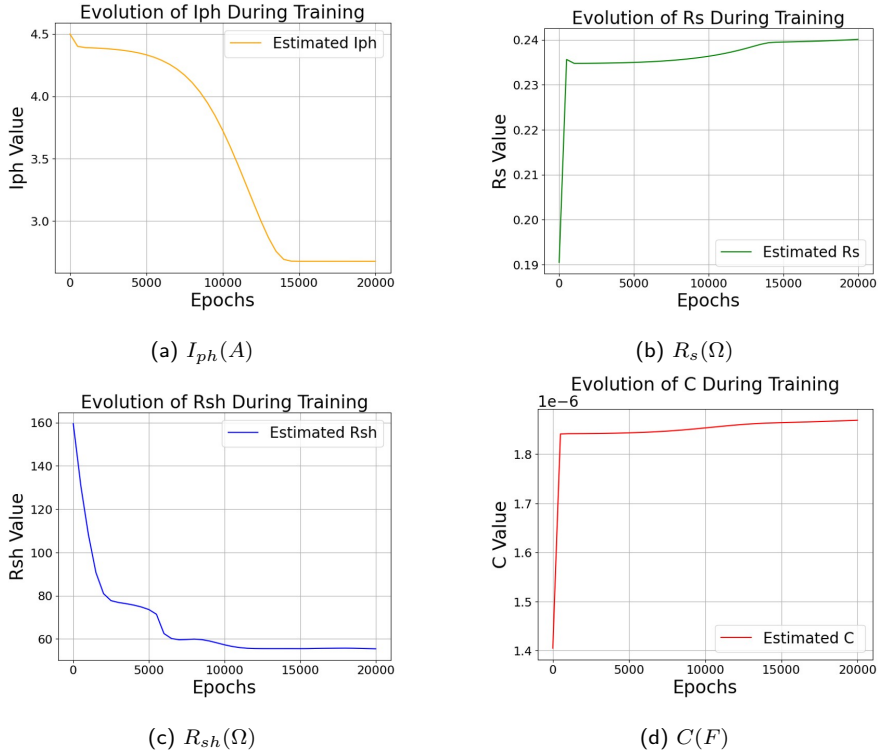 Evolution of Iph During Training
4.5
4.0
3.5
3.0
Iph Value
Estimated Iph
0
5000
10000
15000
20000
Epochs
(a) I_{ph}(A)
Evolution of Rs During Training
0.24
0.23
0.22
0.21
0.20
0.19
Rs Value
Estimated Rs
0
5000
10000
15000
20000
Epochs
(b) R_s(Ω)
Evolution of Rsh During Training
160
140
120
100
80
60
Rsh Value
Estimated Rsh
0
5000
10000
15000
20000
Epochs
(c) R_{sh}(Ω)
Evolution of C During Training
1e−6
1.8
1.7
1.6
1.5
1.4
C Value
Estimated C
0
5000
10000
15000
20000
Epochs
(d) C(F)